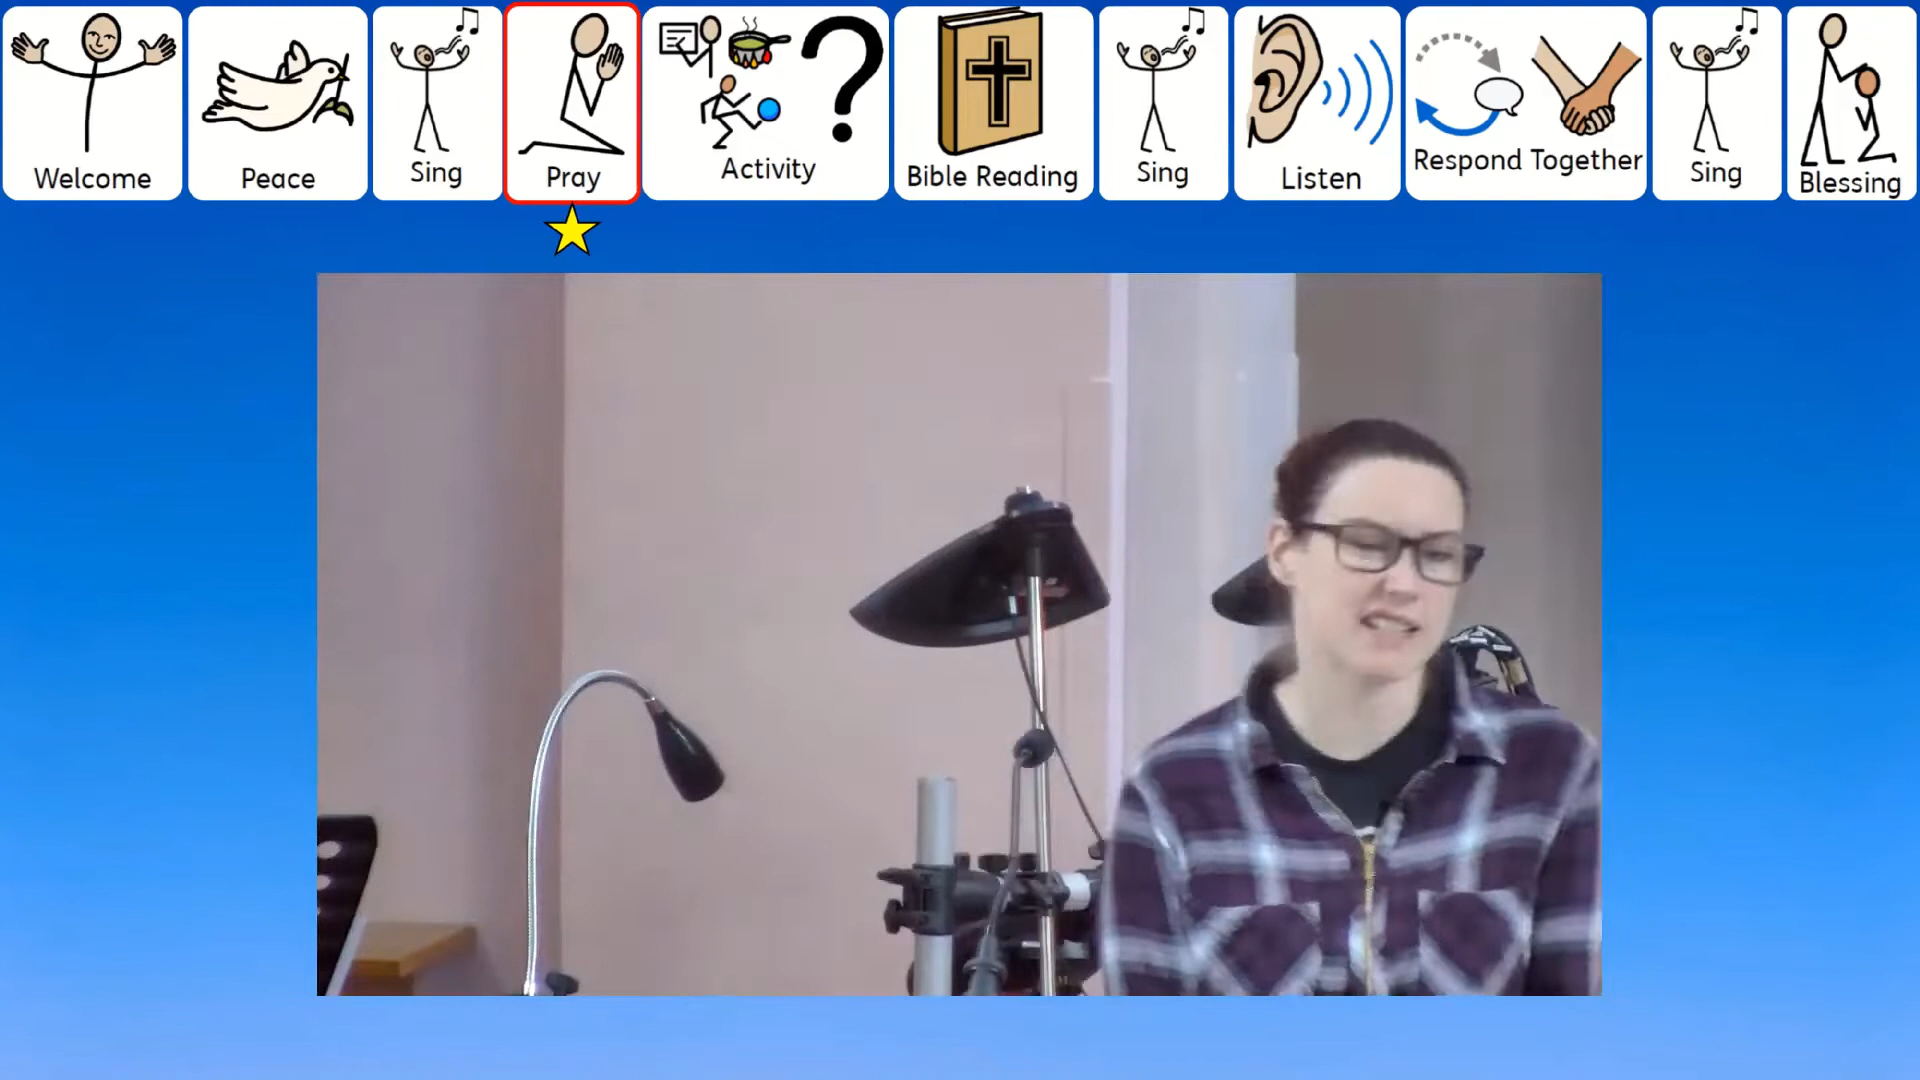 Welcome
Peace
Sing
Pray
Activity
Bible Reading
Sing
Listen
Respond Together
Sing
Blessing